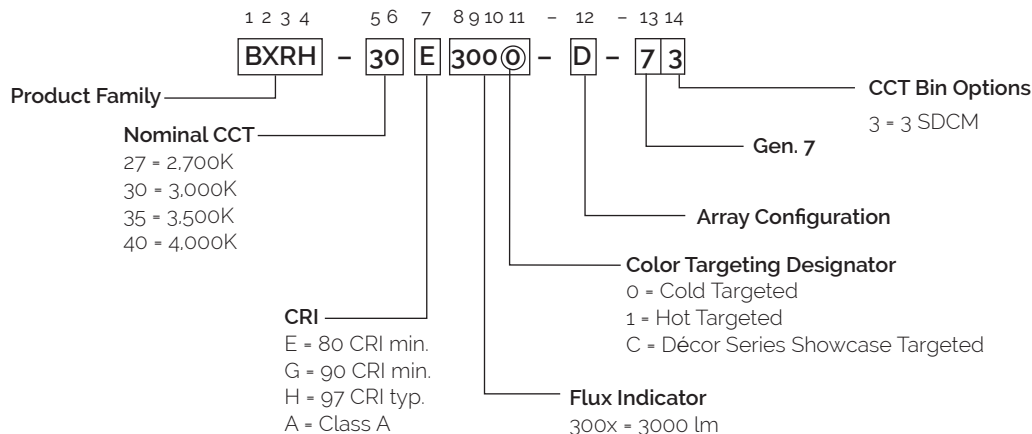 1 2 3 4 5 6 7 8 9 10 11 – 12 – 13 14
BXRH – 30 E 3000 – D – 7 3
Product Family
CCT Bin Options
3 = 3 SDCM
Nominal CCT
27 = 2,700K
30 = 3,000K
35 = 3,500K
40 = 4,000K
Gen. 7
Array Configuration
Color Targeting Designator
0 = Cold Targeted
1 = Hot Targeted
C = Décor Series Showcase Targeted
CRI
E = 80 CRI min.
G = 90 CRI min.
H = 97 CRI typ.
A = Class A
Flux Indicator
300x = 3000 lm